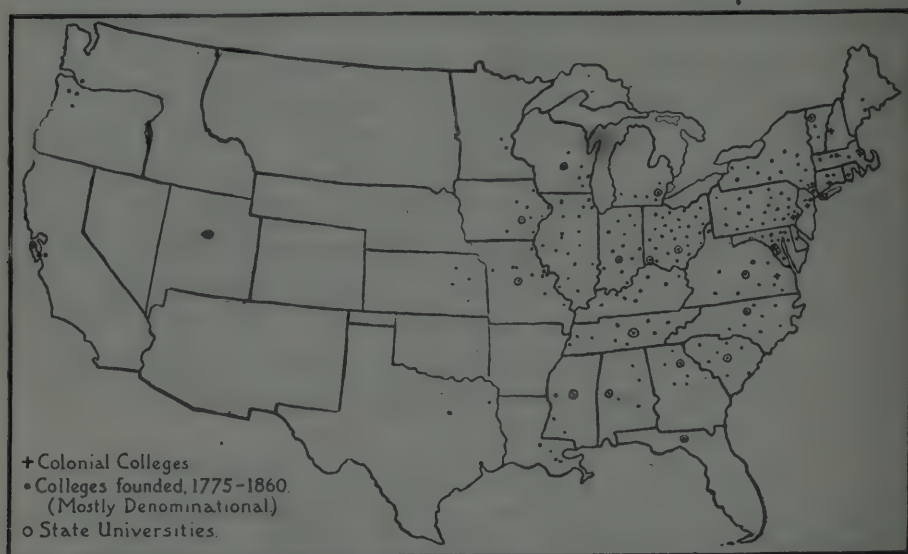 + Colonial Colleges
• Colleges founded, 1775-1860.
(Mostly Denominational)
o State Universities.